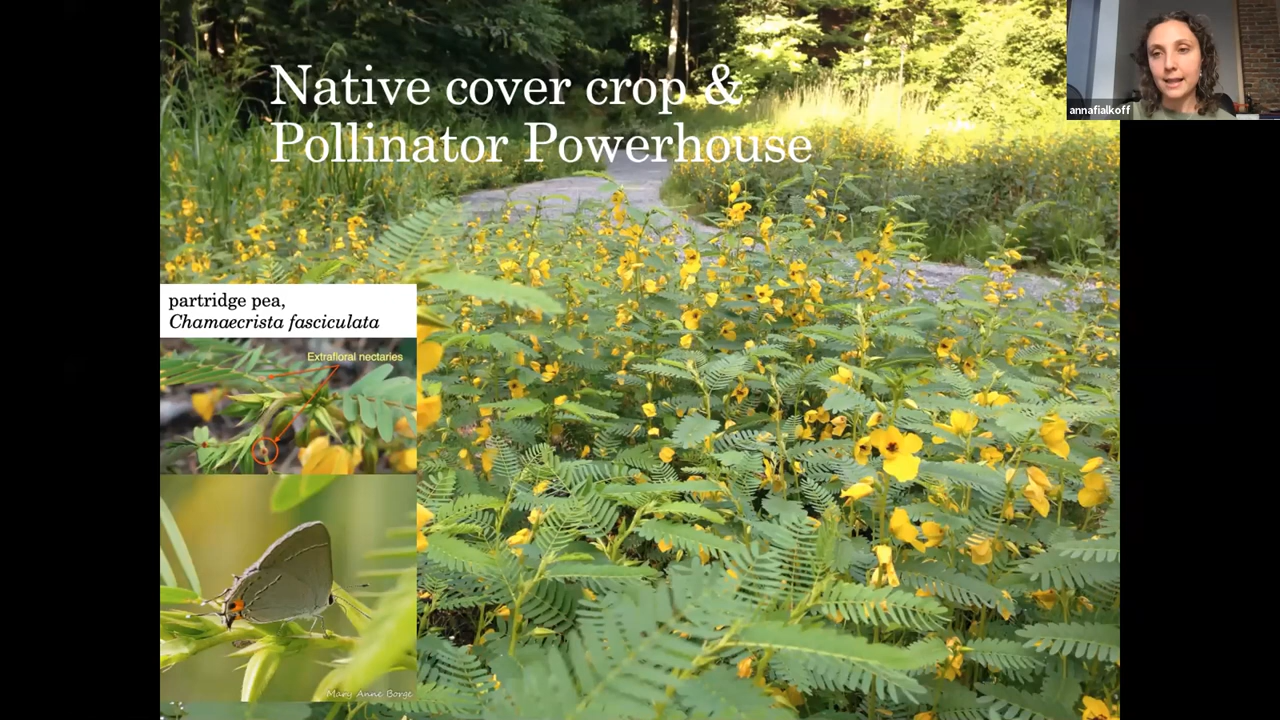 Native cover crop &
Pollinator Powerhouse
annafialkoff
partridge pea,
Chamaecrista fasciculata
Extrafloral nectaries
Mary Anne Borge